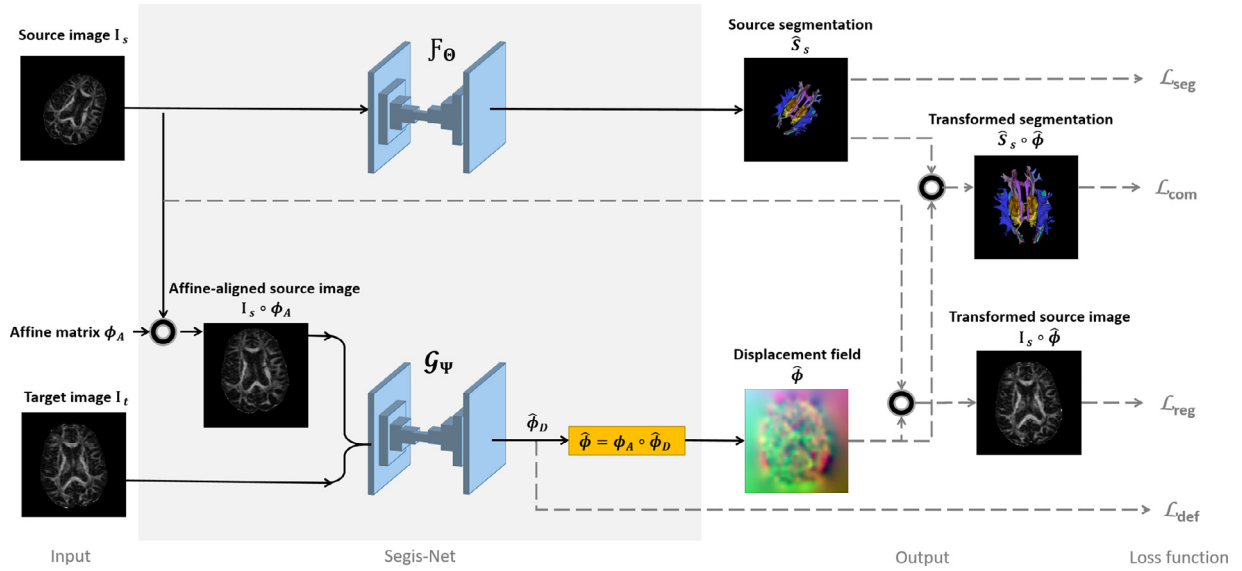 Source image I_s
𝔽_Θ
Source segmentation
Ŝ_s
ℒ_seg
Transformed segmentation
Ŝ_s ∘ ϕ̂
ℒ_com
Affine-aligned source image
I_s ∘ ϕ_A
Affine matrix ϕ_A
Transformed source image
I_s ∘ ϕ̂
Displacement field
ϕ̂
𝒢_Ψ
Target image I_t
ϕ̂_D
ϕ̂ = ϕ_A ∘ ϕ̂_D
ℒ_reg
ℒ_def
Input
Segis-Net
Output
Loss function